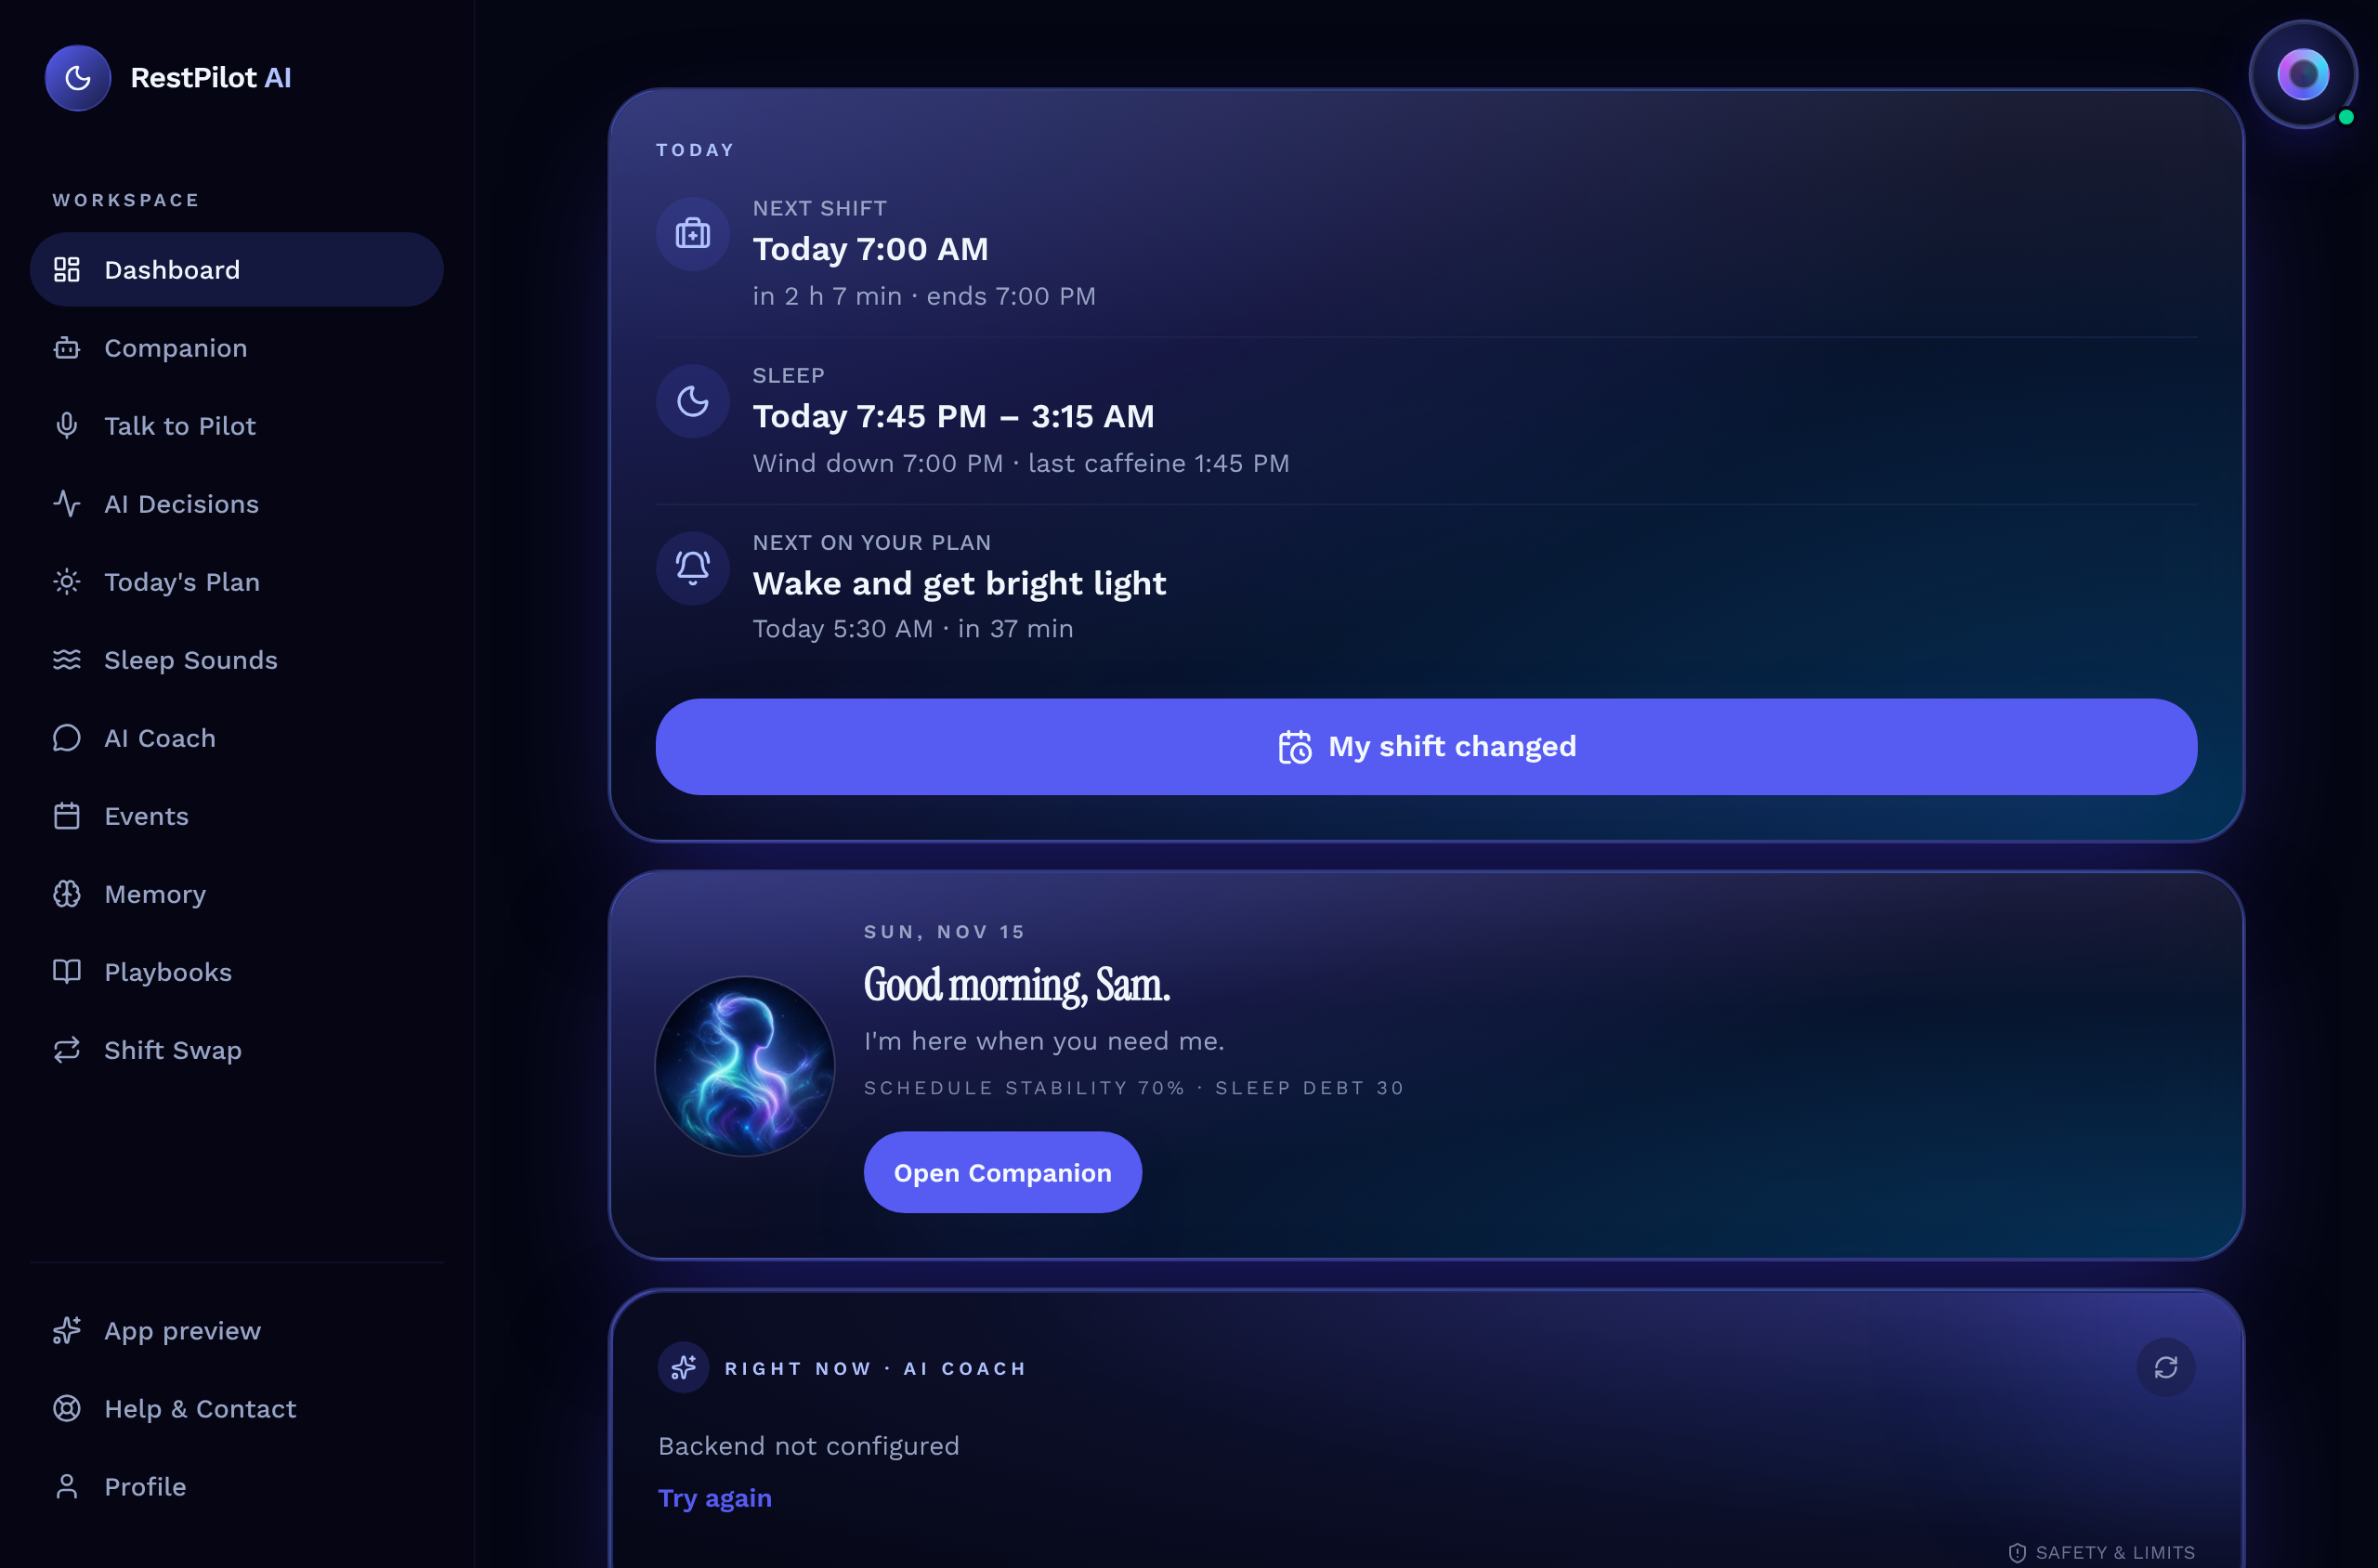 RestPilot AI
WORKSPACE
Dashboard
Companion
Talk to Pilot
AI Decisions
Today's Plan
Sleep Sounds
AI Coach
Events
Memory
Playbooks
Shift Swap
App preview
Help & Contact
Profile
TODAY
NEXT SHIFT
Today 7:00 AM
in 2 h 7 min · ends 7:00 PM
SLEEP
Today 7:45 PM – 3:15 AM
Wind down 7:00 PM · last caffeine 1:45 PM
NEXT ON YOUR PLAN
Wake and get bright light
Today 5:30 AM · in 37 min
My shift changed
SUN, NOV 15
Good morning, Sam.
I'm here when you need me.
SCHEDULE STABILITY 70% · SLEEP DEBT 30
Open Companion
RIGHT NOW · AI COACH
Backend not configured
Try again
SAFETY & LIMITS